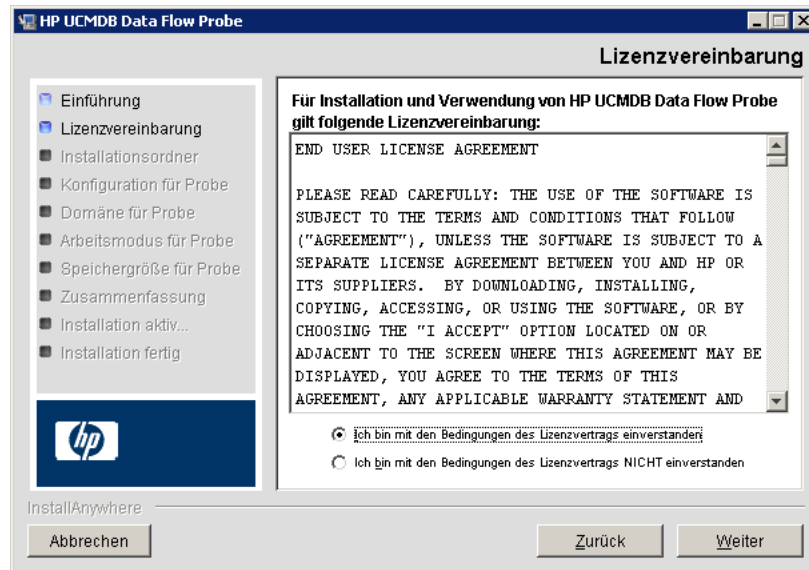 HP UCMDB Data Flow Probe
Lizenzvereinbarung
Einführung
Lizenzvereinbarung
Installationsordner
Konfiguration für Probe
Domäne für Probe
Arbeitsmodus für Probe
Speichergröße für Probe
Zusammenfassung
Installation aktiv...
Installation fertig
hp
Für Installation und Verwendung von HP UCMDB Data Flow Probe
gilt folgende Lizenzvereinbarung:
END USER LICENSE AGREEMENT
PLEASE READ CAREFULLY: THE USE OF THE SOFTWARE IS
SUBJECT TO THE TERMS AND CONDITIONS THAT FOLLOW
("AGREEMENT"), UNLESS THE SOFTWARE IS SUBJECT TO A
SEPARATE LICENSE AGREEMENT BETWEEN YOU AND HP OR
ITS SUPPLIERS. BY DOWNLOADING, INSTALLING,
COPYING, ACCESSING, OR USING THE SOFTWARE, OR BY
CHOOSING THE "I ACCEPT" OPTION LOCATED ON OR
ADJACENT TO THE SCREEN WHERE THIS AGREEMENT MAY BE
DISPLAYED, YOU AGREE TO THE TERMS OF THIS
AGREEMENT, ANY APPLICABLE WARRANTY STATEMENT AND
Ich bin mit den Bedingungen des Lizenzvertrags einverstanden
Ich bin mit den Bedingungen des Lizenzvertrags NICHT einverstanden
InstallAnywhere
Abbrechen
Zurück
Weiter